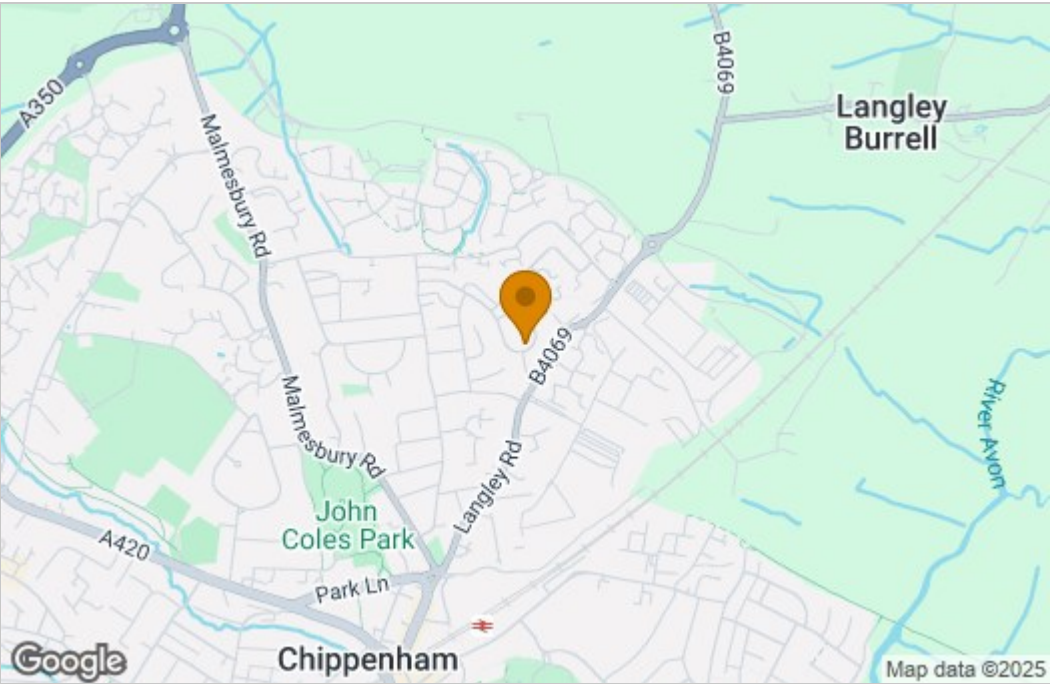 B4069
A350
Langley
Burrell
Malmesbury Rd
B4069
River Avon
Malmesbury Rd
Langley Rd
John
Coles Park
A420
Park Ln
Chippenham
Google
Map data ©2025